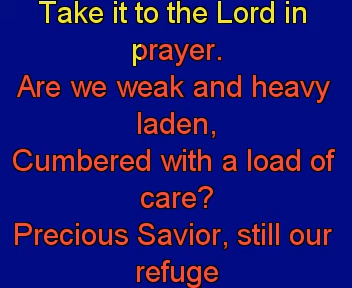 Take it to the Lord in
prayer.
Are we weak and heavy
laden,
Cumbered with a load of
care?
Precious Savior, still our
refuge